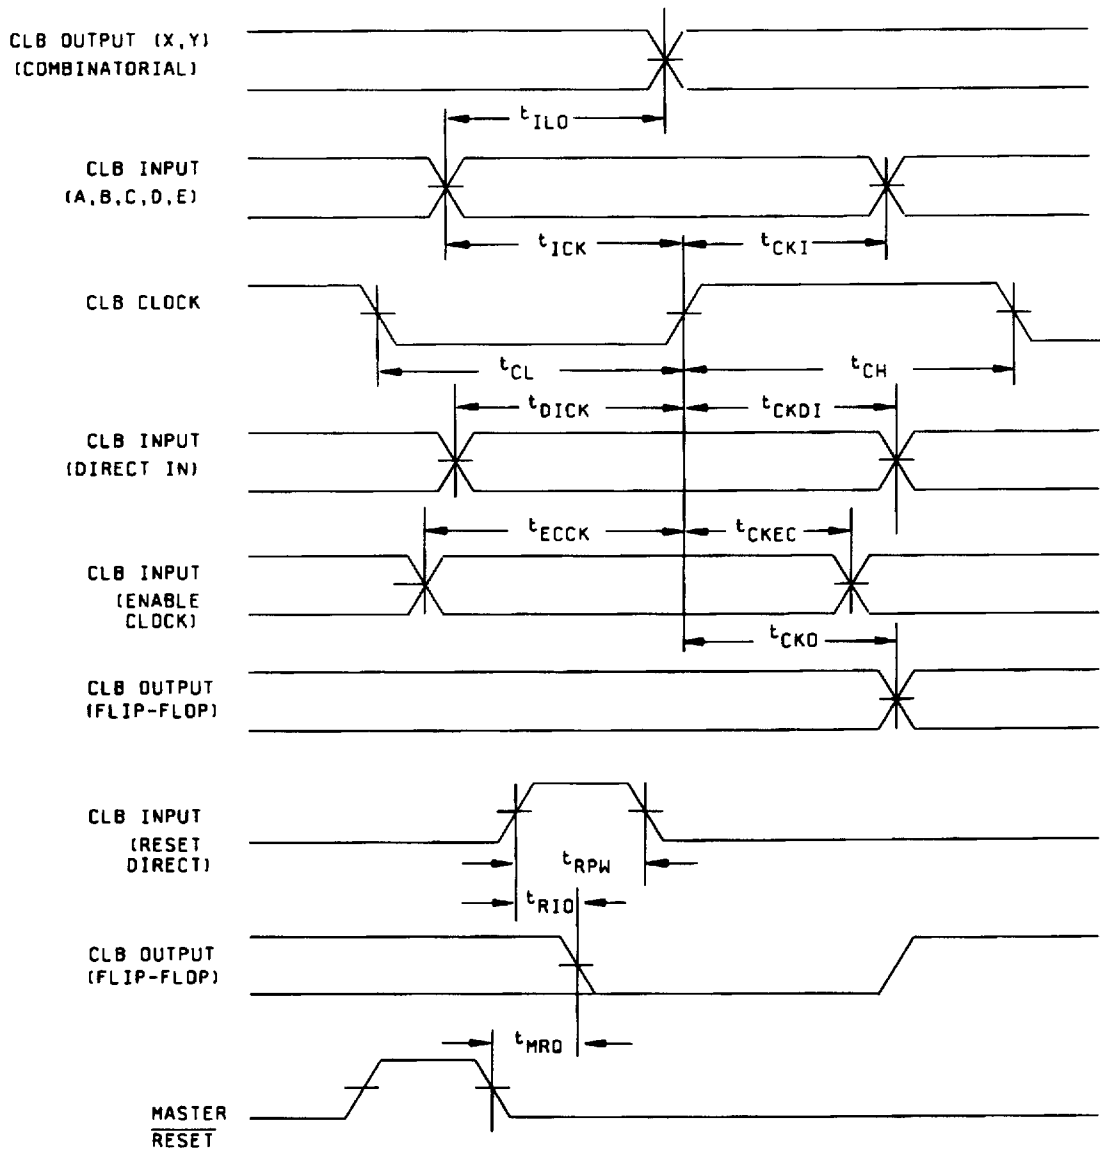 CLB OUTPUT (X,Y)
(COMBINATORIAL)
tILO
CLB INPUT
(A,B,C,D,E)
tICK
tCKI
CLB CLOCK
tCL
tCH
tDICK
tCKDI
CLB INPUT
(DIRECT IN)
tECCK
tCKEC
CLB INPUT
(ENABLE
CLOCK)
tCKO
CLB OUTPUT
(FLIP-FLOP)
CLB INPUT
(RESET
DIRECT)
tRPW
tRIO
CLB OUTPUT
(FLIP-FLOP)
tMRQ
MASTER
RESET